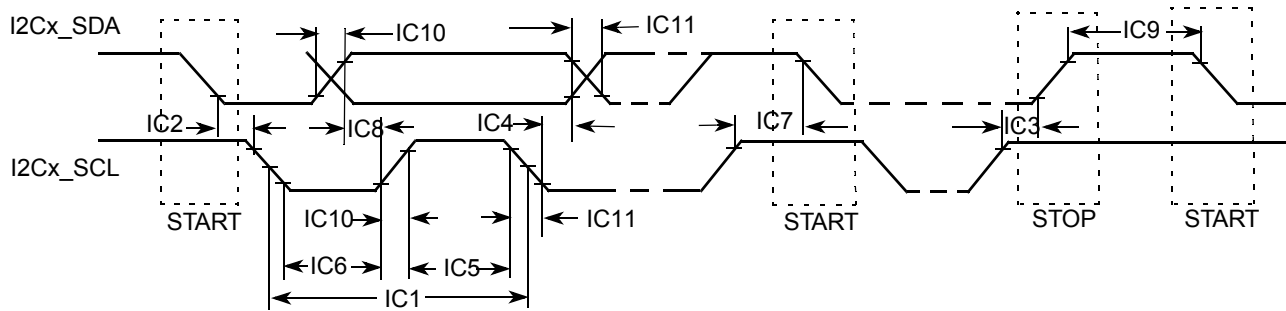 I2Cx_SDA
IC10
IC11
IC9
IC2
IC8
IC4
IC7
IC3
I2Cx_SCL
START
IC10
IC11
START
STOP
START
IC6
IC5
IC1